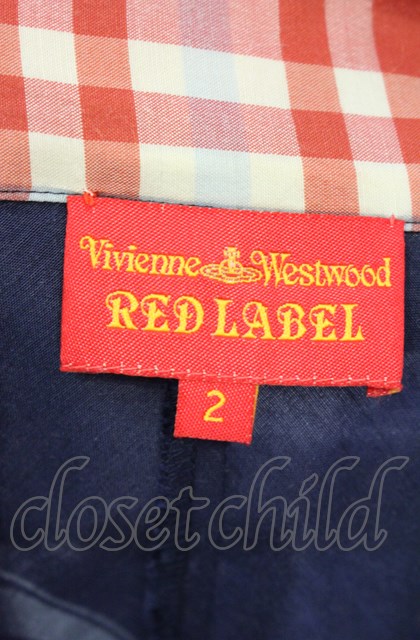 Vivienne Westwood
RED LABEL
2
closet child